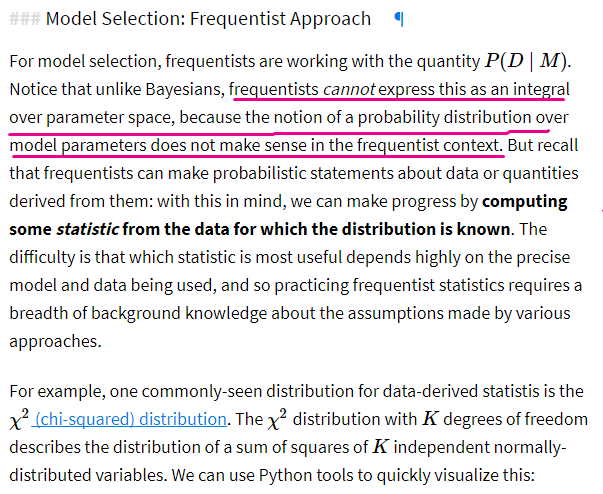 ### Model Selection: Frequentist Approach ¶
For model selection, frequentists are working with the quantity P(D | M).
Notice that unlike Bayesians, frequentists cannot express this as an integral
over parameter space, because the notion of a probability distribution over
model parameters does not make sense in the frequentist context. But recall
that frequentists can make probabilistic statements about data or quantities
derived from them: with this in mind, we can make progress by computing
some statistic from the data for which the distribution is known. The
difficulty is that which statistic is most useful depends highly on the precise
model and data being used, and so practicing frequentist statistics requires a
breadth of background knowledge about the assumptions made by various
approaches.
For example, one commonly-seen distribution for data-derived statistis is the
χ² (chi-squared) distribution. The χ² distribution with K degrees of freedom
describes the distribution of a sum of squares of K independent normally-
distributed variables. We can use Python tools to quickly visualize this: